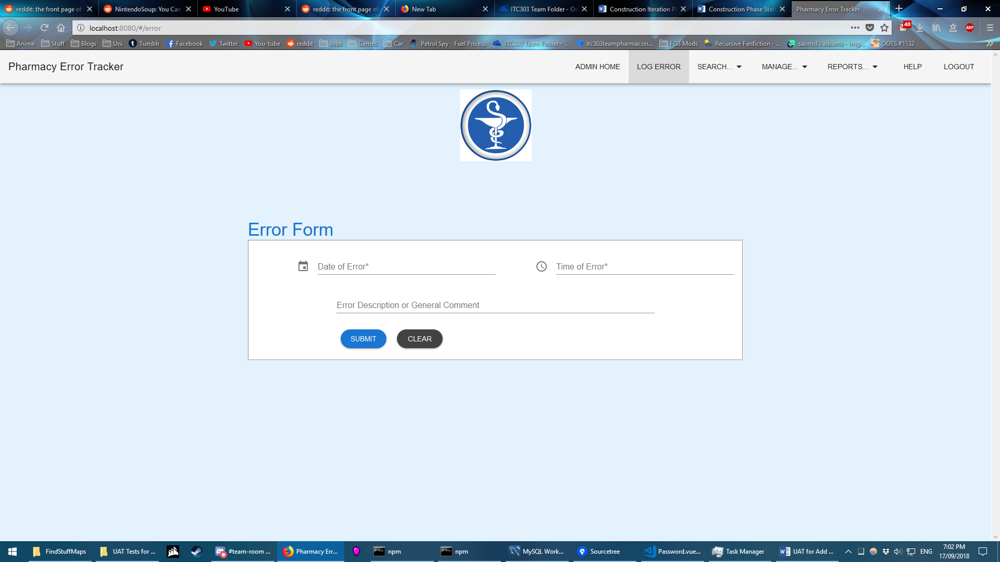 reddit: the front page of
NintendoSoup: You Can
YouTube
reddit: the front page of
New Tab
ITC303 Team Folder - On
Construction Iteration Pl
Construction Phase Stat
Pharmacy Error Tracker
localhost:8080/#/error
40
ABP
Anime
Stuff
Blogs
Uni
Tumblr
Facebook
Twitter
You-tube
reddit
Jobs
Games
Car
Petrol Spy - Fuel Price...
ITC303 Team Folder - ...
itc303teampharmacon...
FO3 Mods
Recursive Fanfiction - ...
saomd's albums - Img...
OOTS #1132
Pharmacy Error Tracker
ADMIN HOME
LOG ERROR
SEARCH...
MANAGE...
REPORTS...
HELP
LOGOUT
Error Form
Date of Error*
Time of Error*
Error Description or General Comment
SUBMIT
CLEAR
FindStuffMaps
UAT Tests for ...
#team-room ...
Pharmacy Err...
npm
npm
MySQL Work...
Sourcetree
Password.vue...
Task Manager
UAT for Add ...
ENG
7:02 PM
17/09/2018